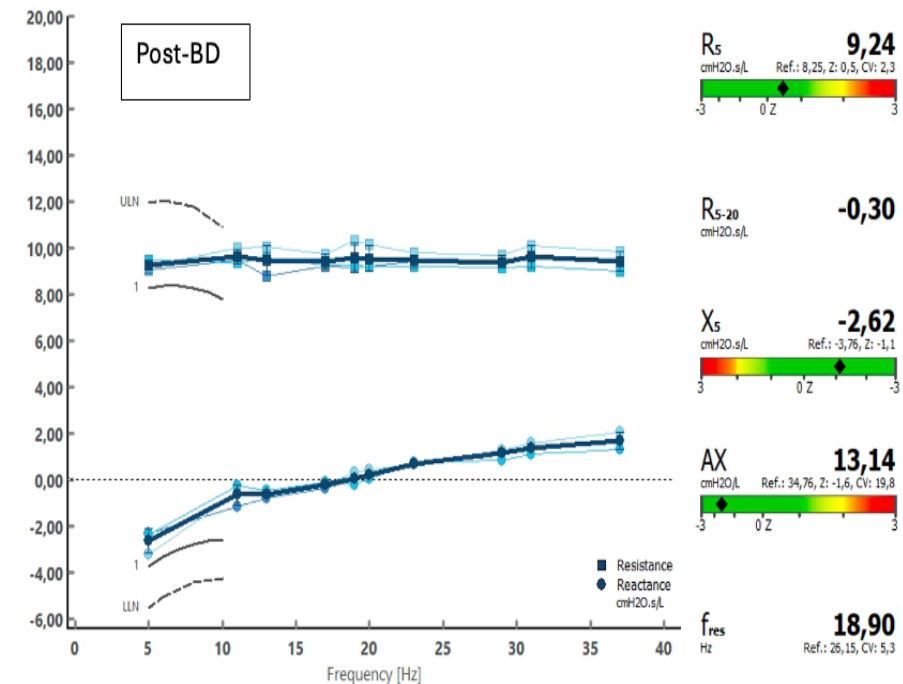 20,00
18,00
16,00
14,00
12,00
10,00
8,00
6,00
4,00
2,00
0,00
-2,00
-4,00
-6,00
Post-BD
ULN
1
1
LLN
Resistance
Reactance
cmH2O.s/L
0 5 10 15 20 25 30 35 40
Frequency [Hz]
R5 9,24
cmH2O.s/L Ref.: 8,25, Z: 0,5, CV: 2,3
-3 0 Z 3
R5-20 -0,30
cmH2O.s/L
X5 -2,62
cmH2O.s/L Ref.: -3,76, Z: -1,1
3 0 Z -3
AX 13,14
cmH2O/L Ref.: 34,76, Z: -1,6, CV: 19,8
-3 0 Z 3
fres 18,90
Hz Ref.: 26,15, CV: 5,3